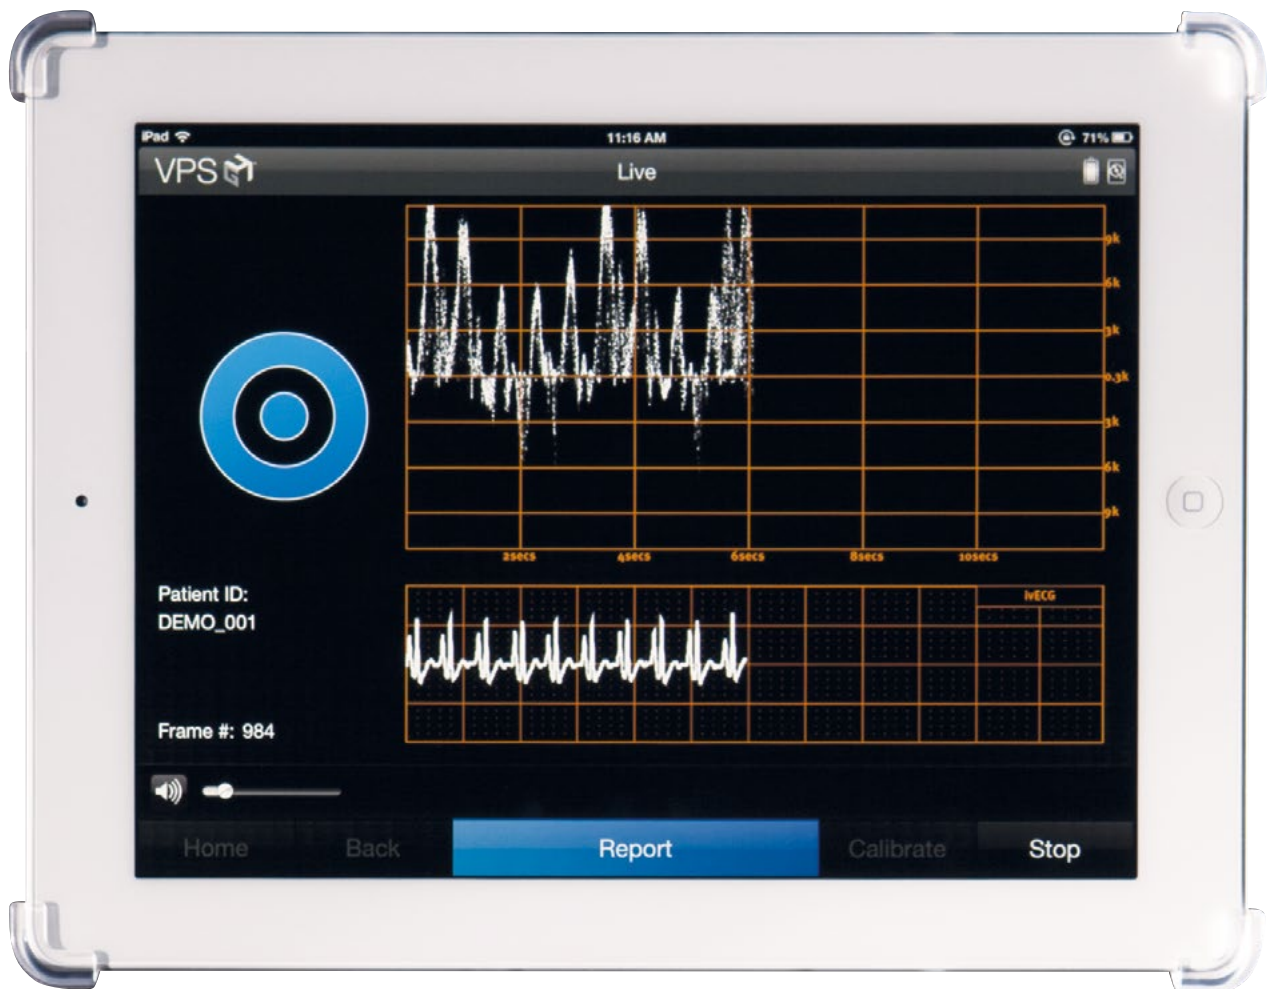 iPad
11:16 AM
71%
VPS
Live
9k
6k
3k
0.3k
3k
6k
9k
2secs
4secs
6secs
8secs
10secs
ivECG
Patient ID:
DEMO_001
Frame #: 984
Home
Back
Report
Calibrate
Stop